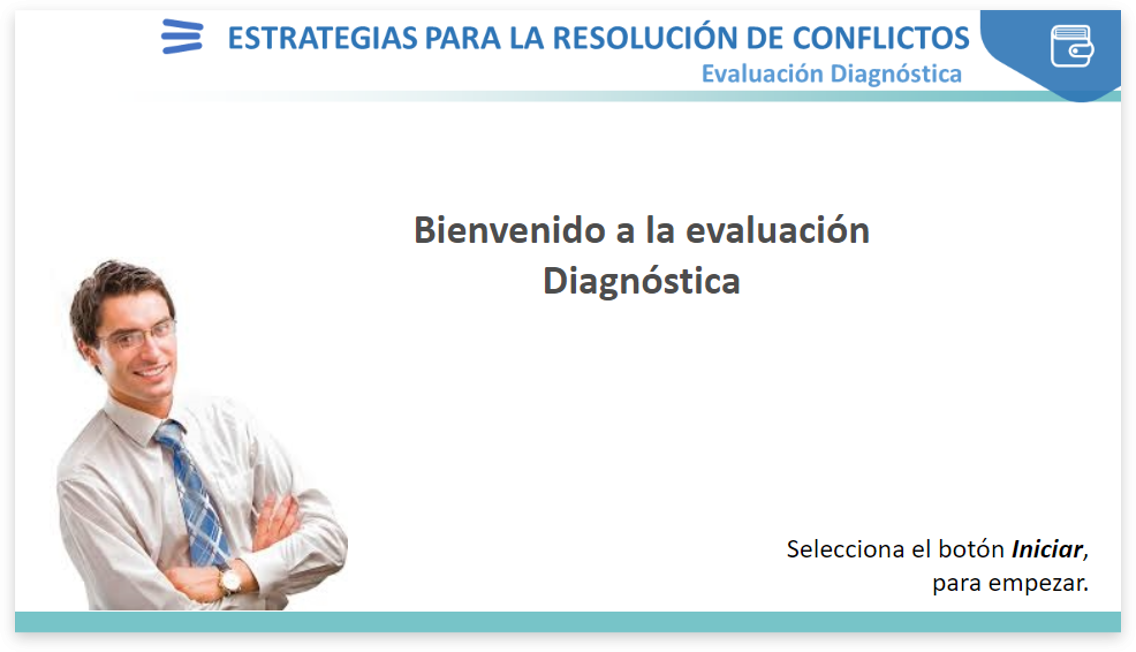 ESTRATEGIAS PARA LA RESOLUCIÓN DE CONFLICTOS
Evaluación Diagnóstica
Bienvenido a la evaluación
Diagnóstica
Selecciona el botón Iniciar,
para empezar.